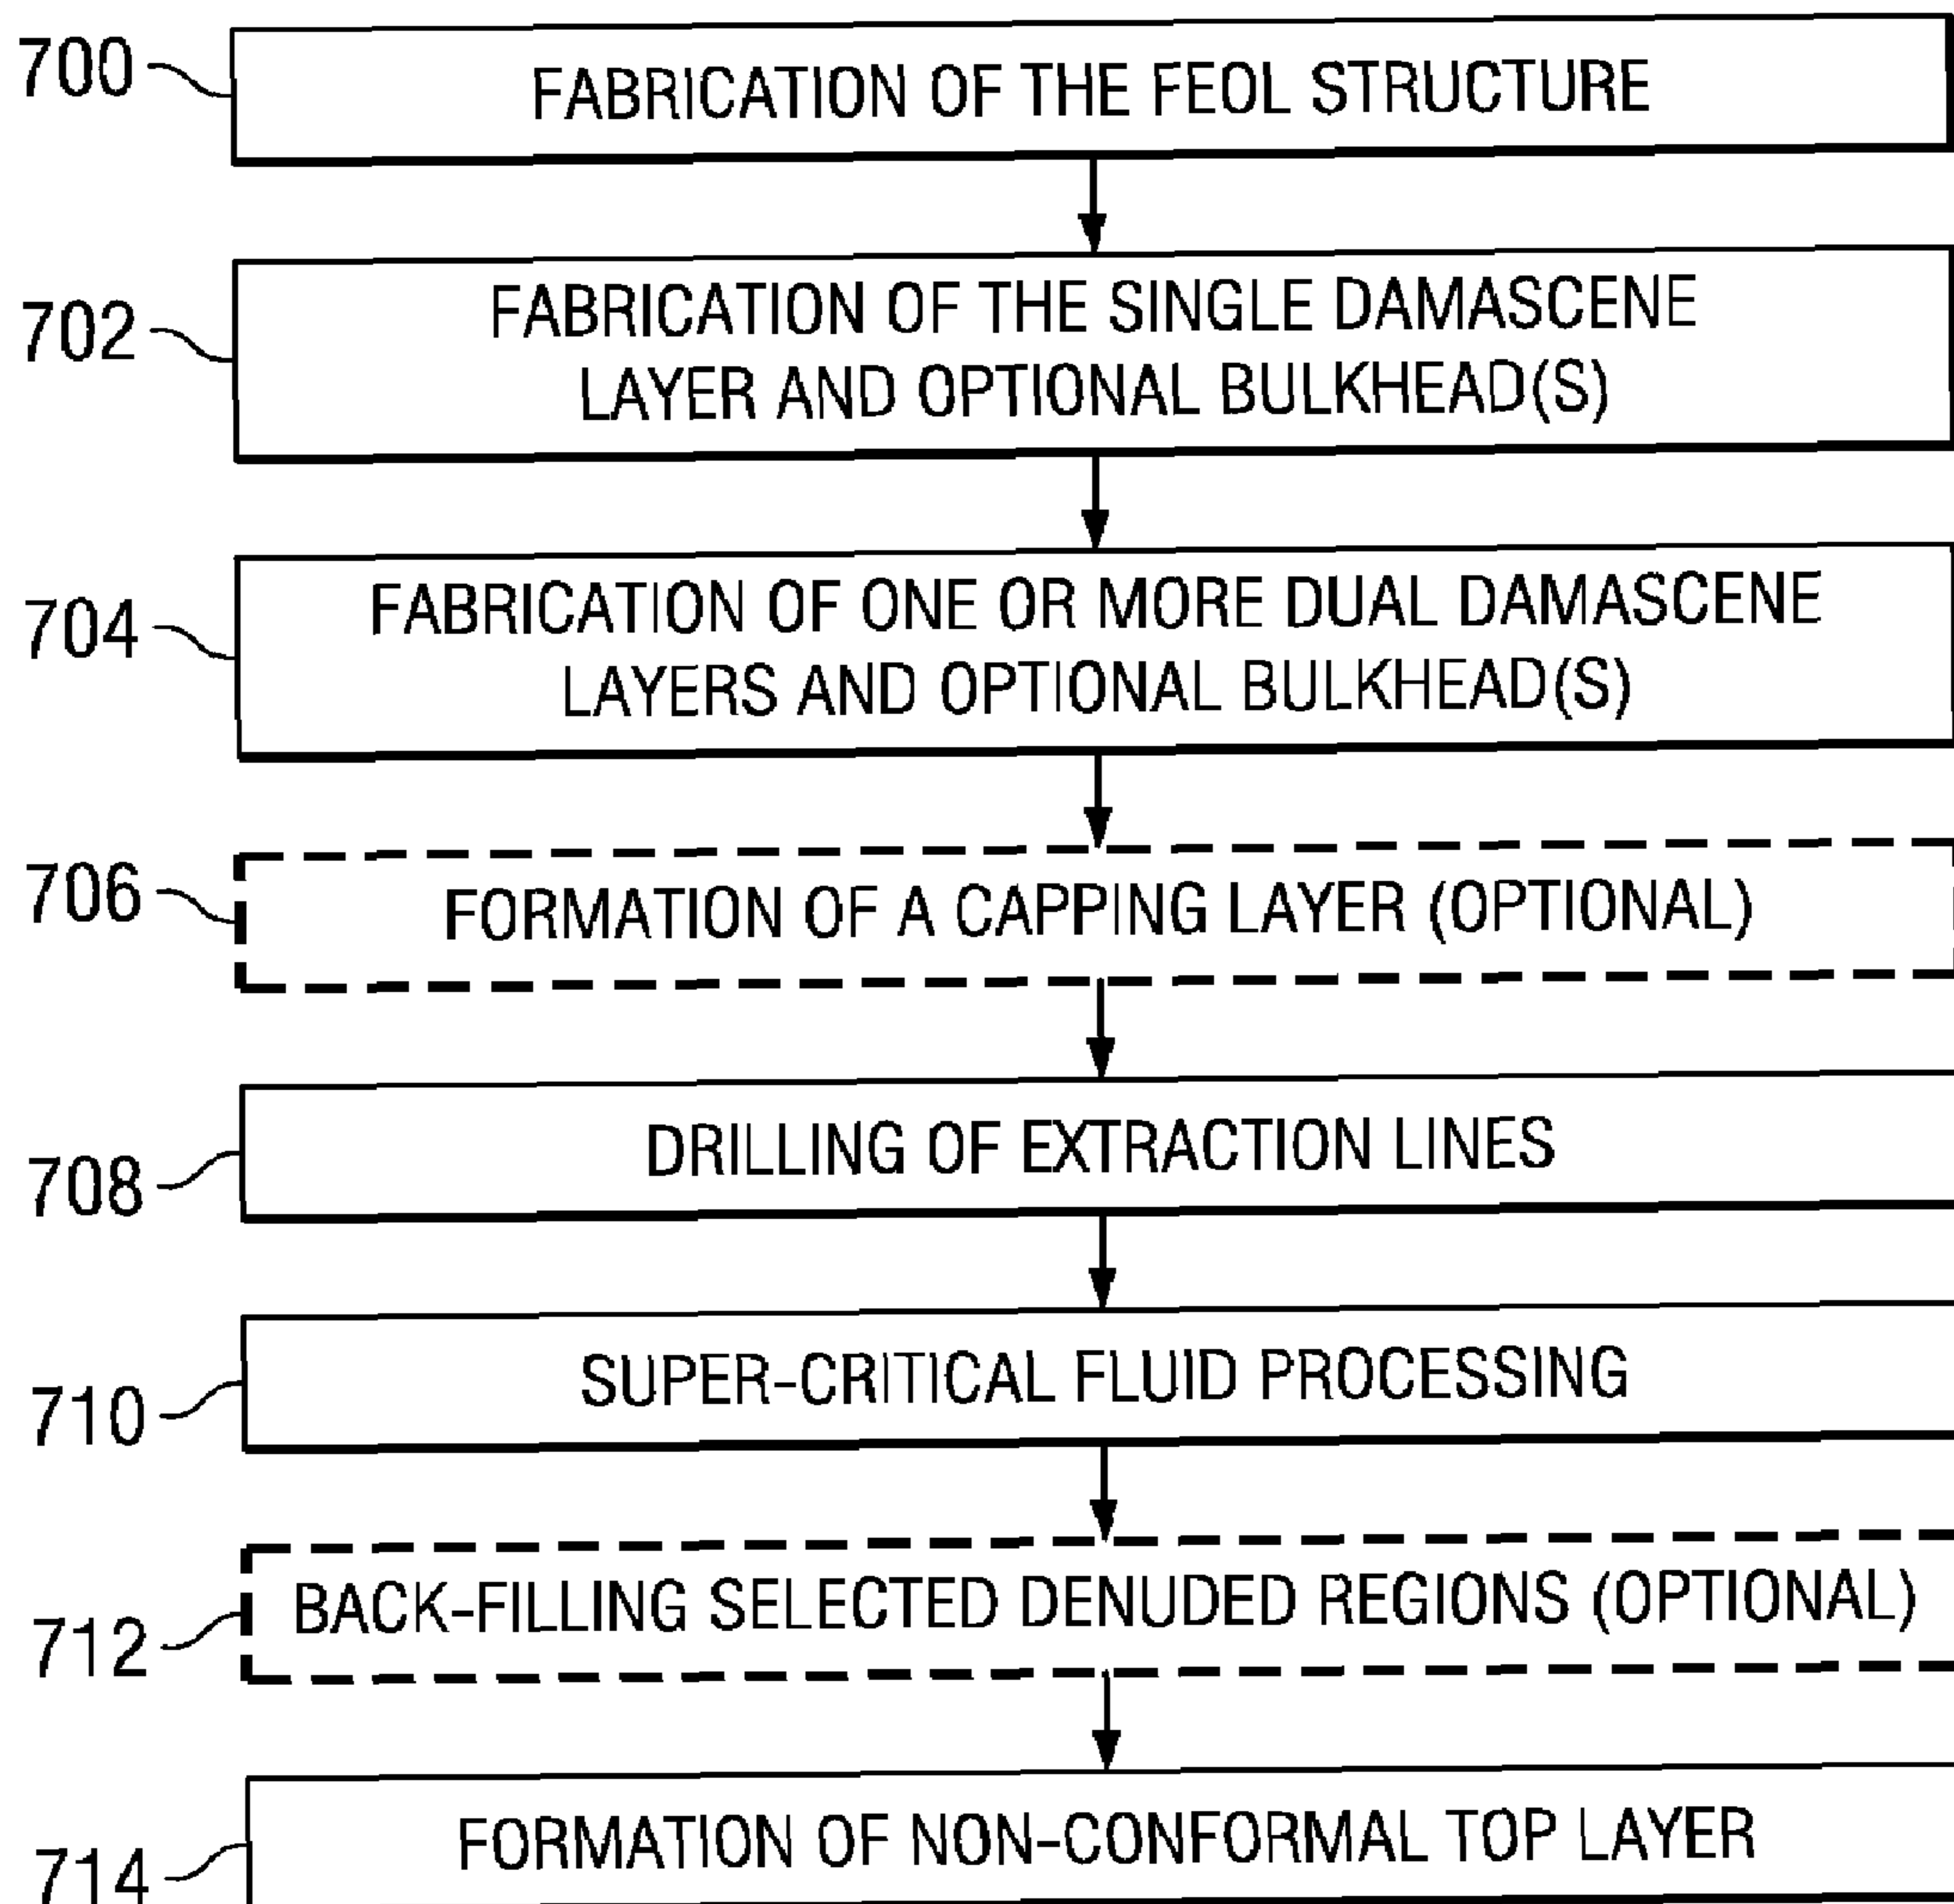 700
FABRICATION OF THE FEOL STRUCTURE
702
FABRICATION OF THE SINGLE DAMASCENE
LAYER AND OPTIONAL BULKHEAD(S)
704
FABRICATION OF ONE OR MORE DUAL DAMASCENE
LAYERS AND OPTIONAL BULKHEAD(S)
706
FORMATION OF A CAPPING LAYER (OPTIONAL)
708
DRILLING OF EXTRACTION LINES
710
SUPER-CRITICAL FLUID PROCESSING
712
BACK-FILLING SELECTED DENUDED REGIONS (OPTIONAL)
714
FORMATION OF NON-CONFORMAL TOP LAYER